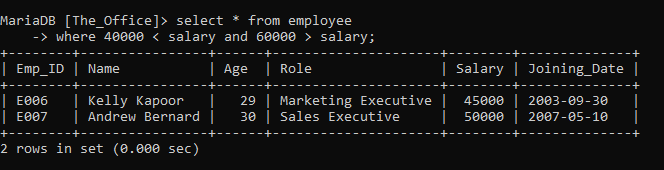 MariaDB [The_Office]> select * from employee
    -> where 40000 < salary and 60000 > salary;
+--------+----------------+------+---------------------+--------+--------------+
| Emp_ID | Name           | Age  | Role                | Salary | Joining_Date |
+--------+----------------+------+---------------------+--------+--------------+
| E006   | Kelly Kapoor   |   29 | Marketing Executive |  45000 | 2003-09-30   |
| E007   | Andrew Bernard |   30 | Sales Executive     |  50000 | 2007-05-10   |
+--------+----------------+------+---------------------+--------+--------------+
2 rows in set (0.000 sec)